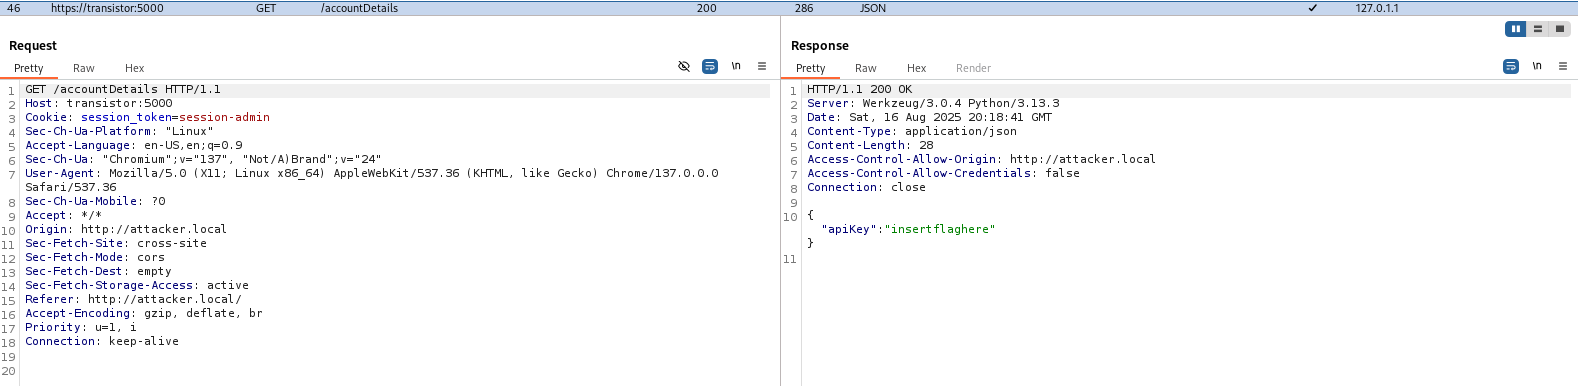 46 https://transistor:5000 GET /accountDetails 200 286 JSON ✓ 127.0.1.1
Request
Pretty Raw Hex
\n
1 GET /accountDetails HTTP/1.1
2 Host: transistor:5000
3 Cookie: session_token=session-admin
4 Sec-Ch-Ua-Platform: "Linux"
5 Accept-Language: en-US,en;q=0.9
6 Sec-Ch-Ua: "Chromium";v="137", "Not/A)Brand";v="24"
7 User-Agent: Mozilla/5.0 (X11; Linux x86_64) AppleWebKit/537.36 (KHTML, like Gecko) Chrome/137.0.0.0
Safari/537.36
8 Sec-Ch-Ua-Mobile: ?0
9 Accept: */*
10 Origin: http://attacker.local
11 Sec-Fetch-Site: cross-site
12 Sec-Fetch-Mode: cors
13 Sec-Fetch-Dest: empty
14 Sec-Fetch-Storage-Access: active
15 Referer: http://attacker.local/
16 Accept-Encoding: gzip, deflate, br
17 Priority: u=1, i
18 Connection: keep-alive
19
20
Response
Pretty Raw Hex Render
\n
1 HTTP/1.1 200 OK
2 Server: Werkzeug/3.0.4 Python/3.13.3
3 Date: Sat, 16 Aug 2025 20:18:41 GMT
4 Content-Type: application/json
5 Content-Length: 28
6 Access-Control-Allow-Origin: http://attacker.local
7 Access-Control-Allow-Credentials: false
8 Connection: close
9
10 {
"apiKey":"insertflaghere"
}
11